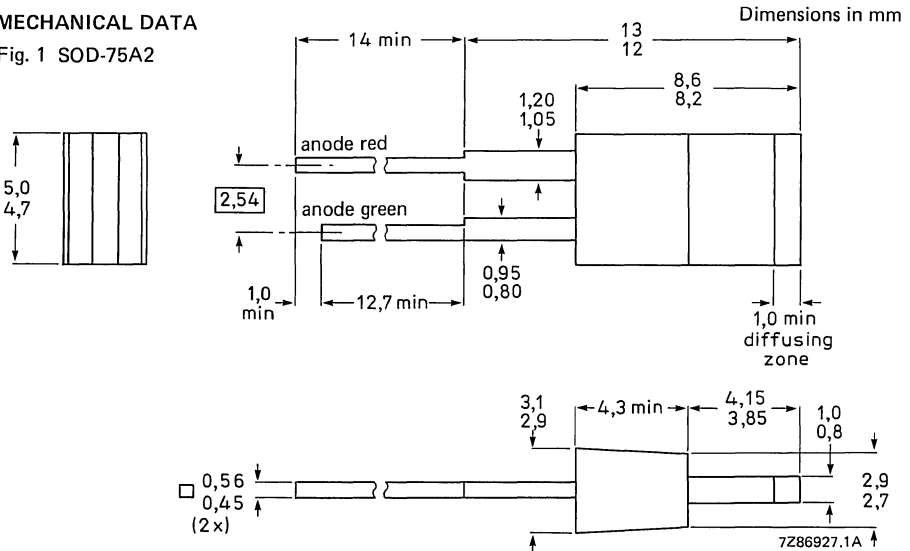 MECHANICAL DATA
Dimensions in mm
Fig. 1 SOD-75A2
14 min
13
12
8,6
8,2
1,20
1,05
anode red
5,0
4,7
2,54
anode green
0,95
0,80
1,0
min
12,7 min
1,0 min
diffusing
zone
3,1
2,9
4,3 min
4,15
3,85
1,0
0,8
0,56
0,45
(2x)
2,9
2,7
7Z86927.1A